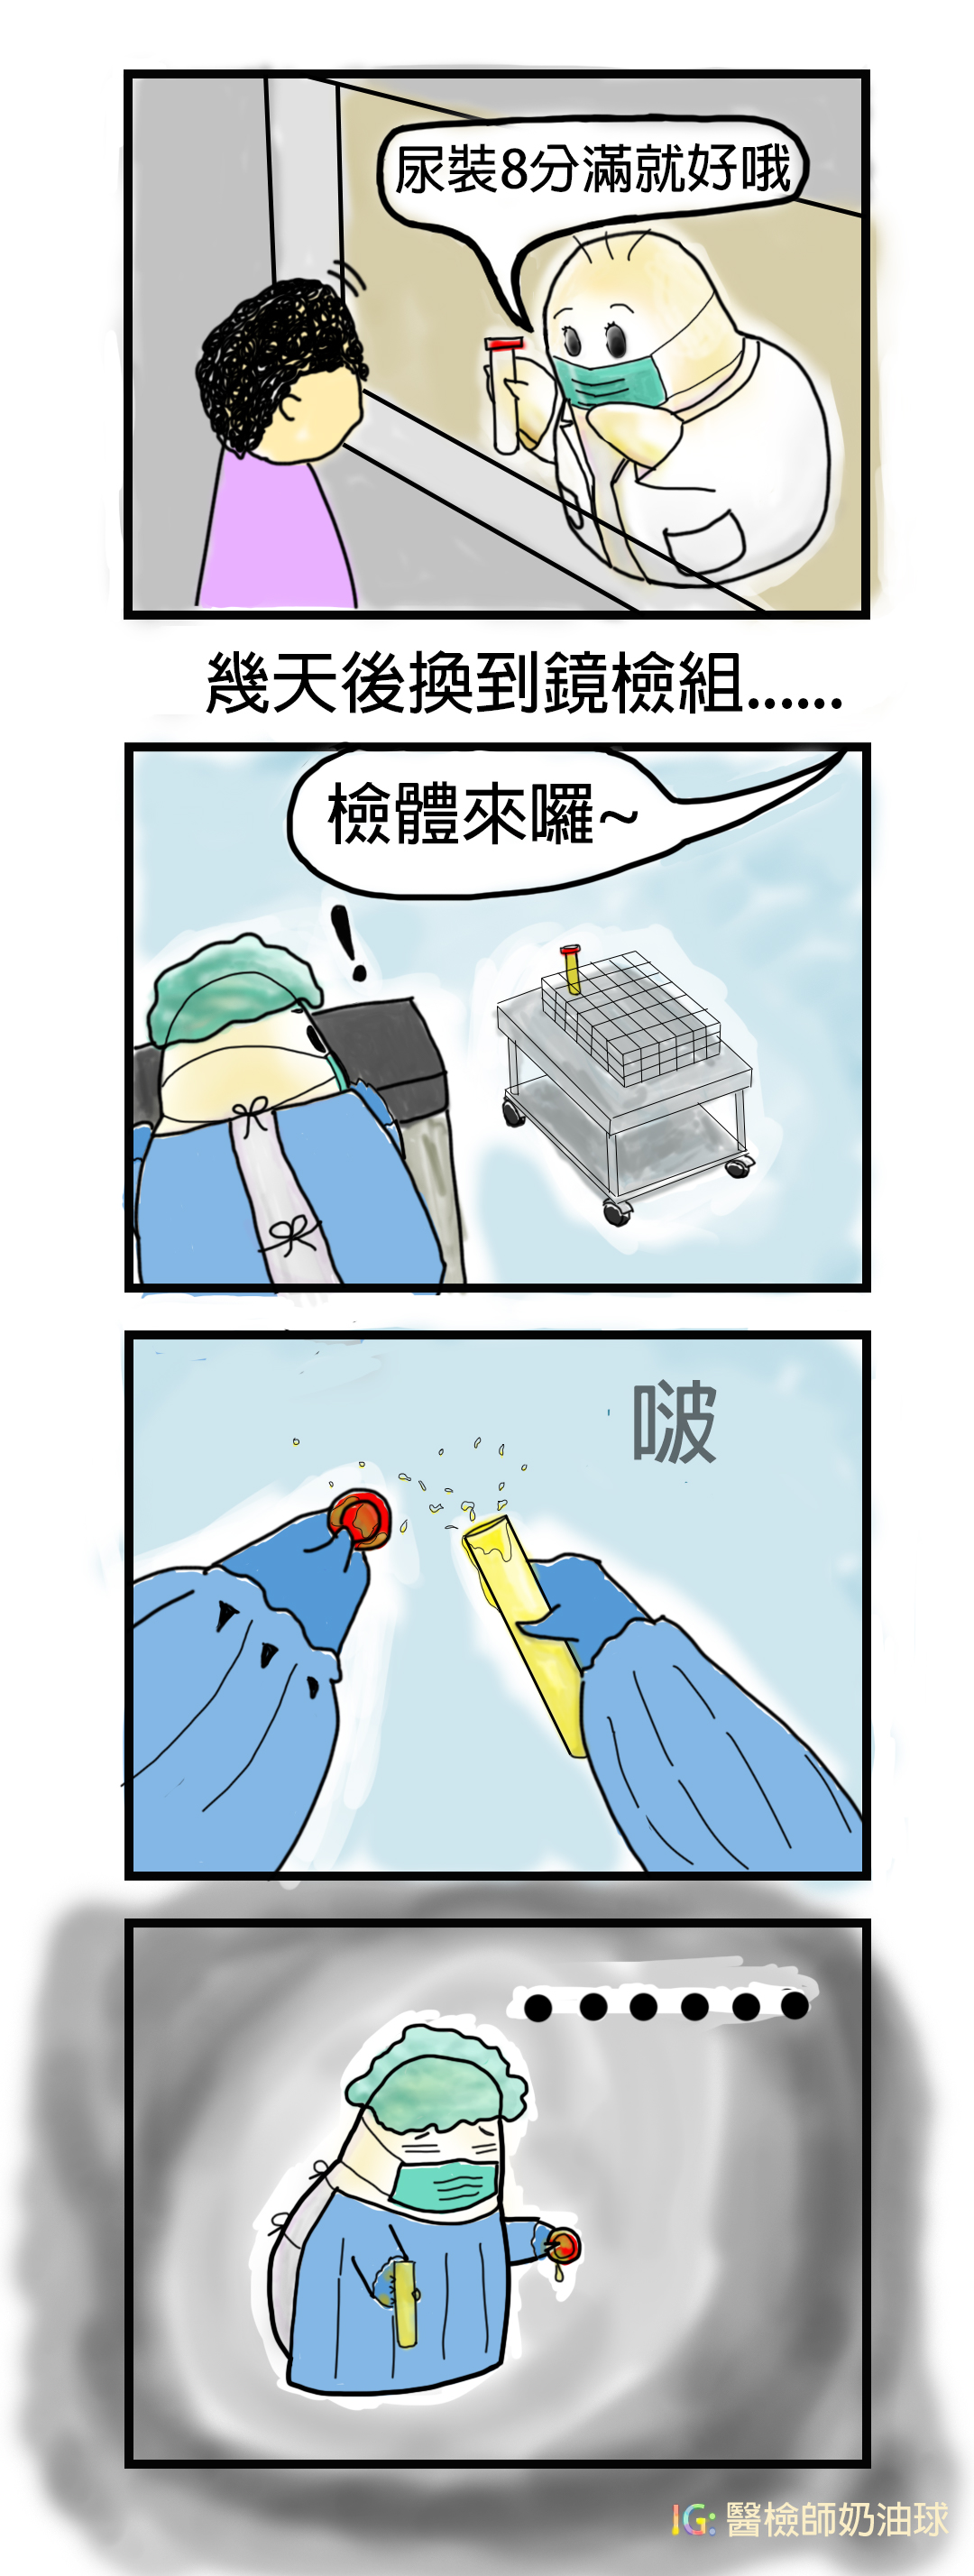 尿裝8分滿就好哦
幾天後換到鏡檢組......
檢體來囉~
!
啵
● ● ● ● ● ●
IG: 醫檢師奶油球